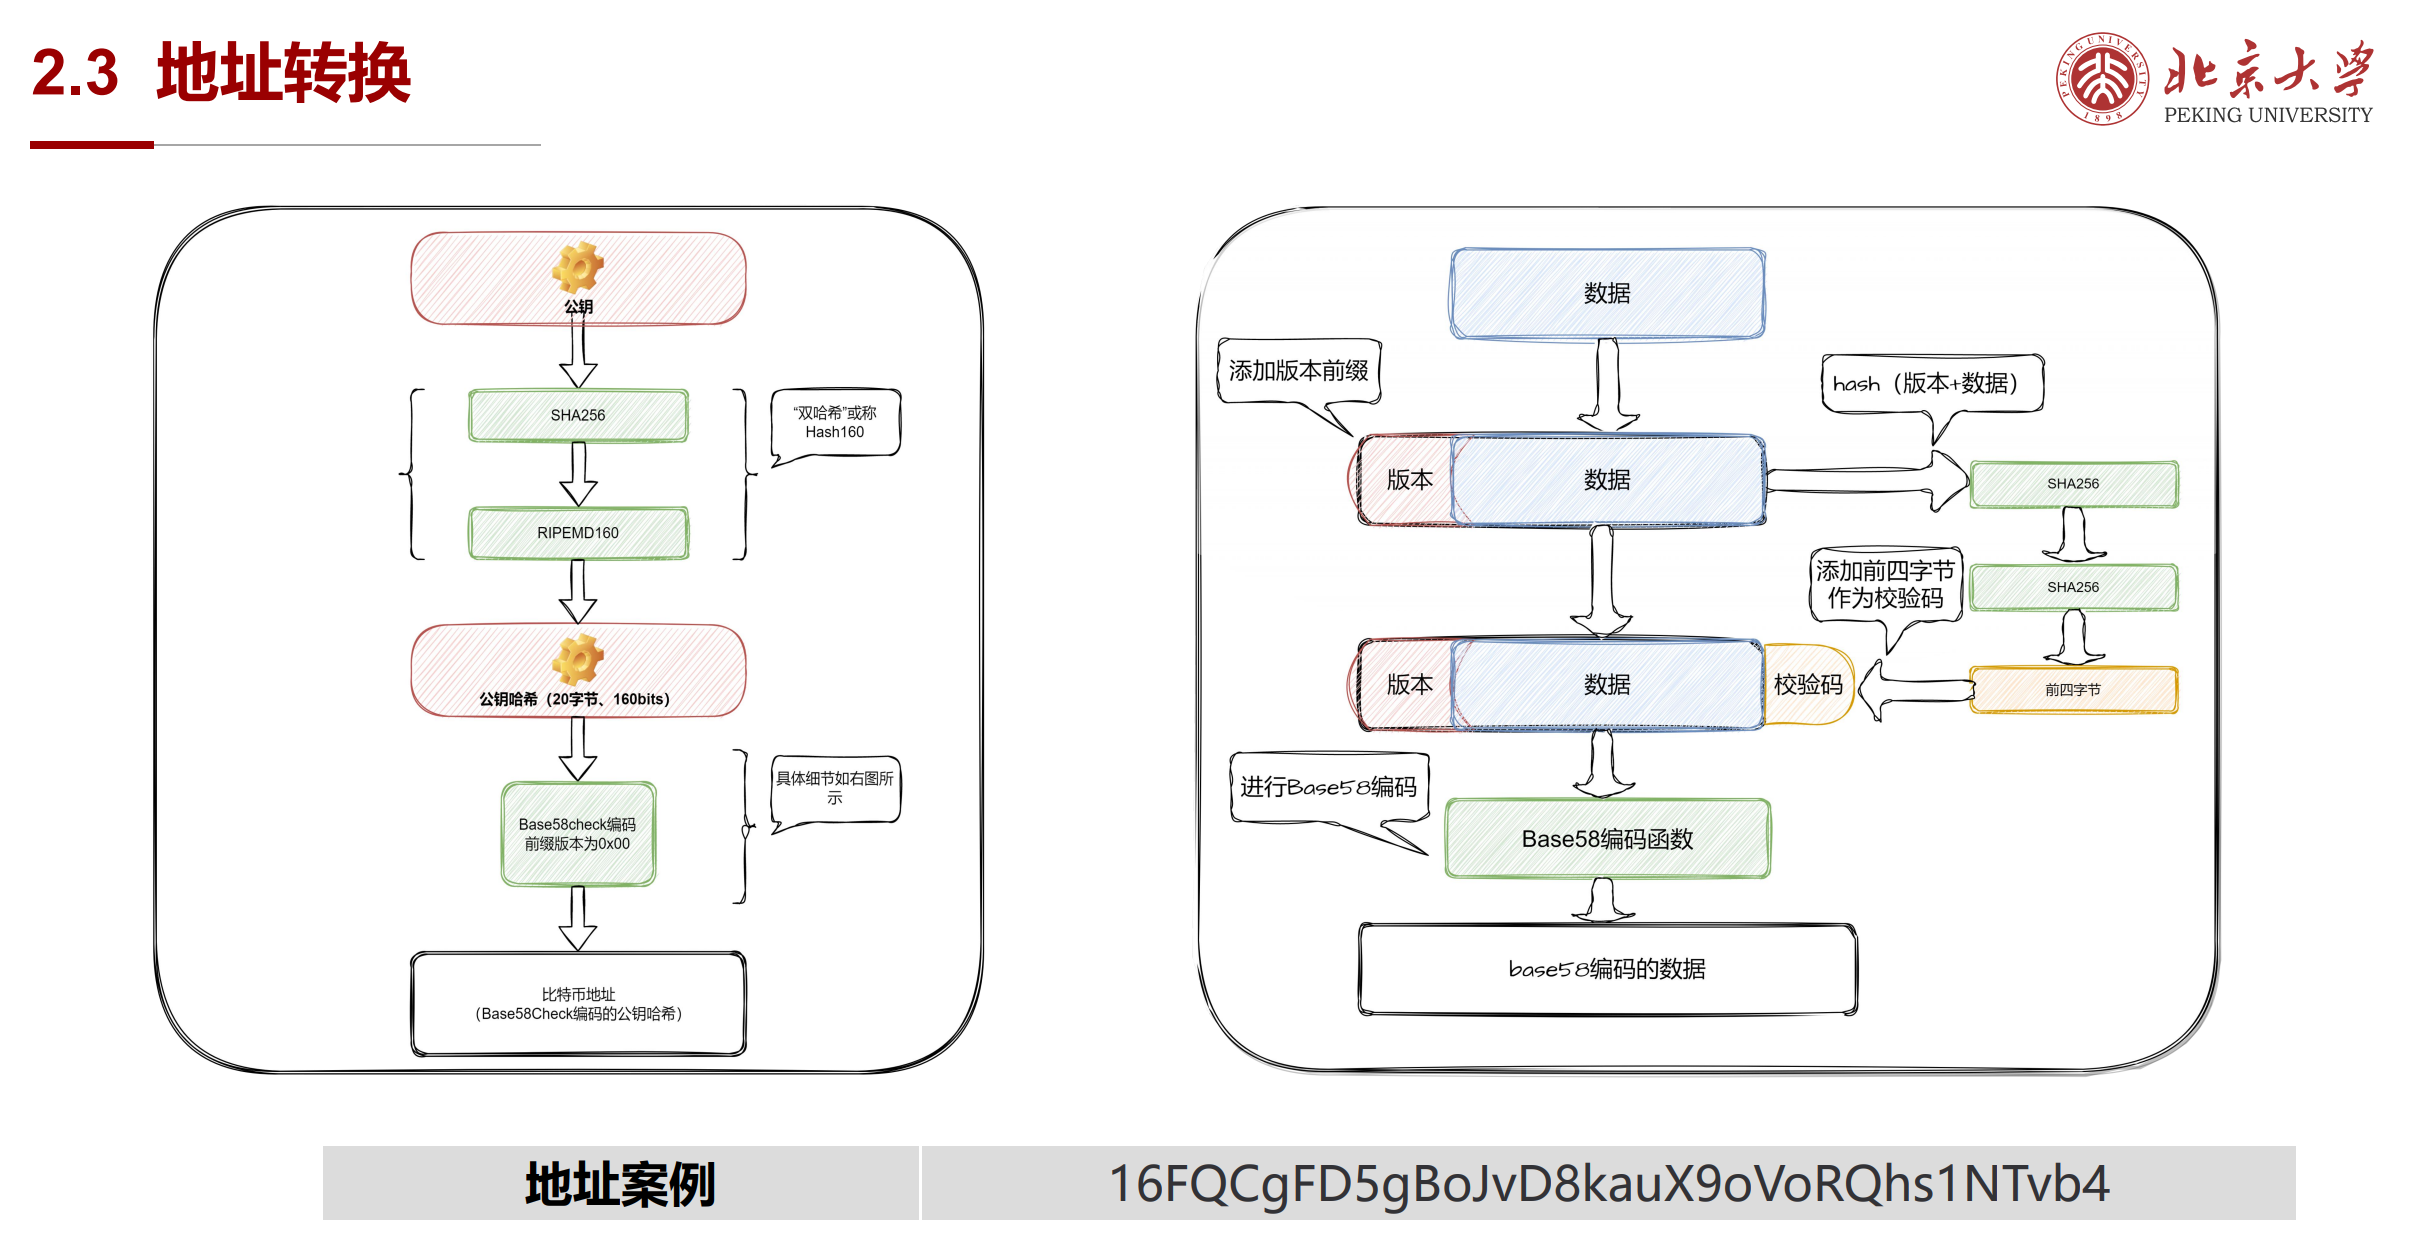 2.3 地址转换
PEKING UNIVERSITY
1898
北京大学
PEKING UNIVERSITY
公钥
SHA256
“双哈希”或称
Hash160
RIPEMD160
公钥哈希（20字节、160bits）
Base58check编码
前缀版本为0x00
具体细节如右图所
示
比特币地址
（Base58Check编码的公钥哈希）
数据
添加版本前缀
hash（版本+数据）
版本
数据
SHA256
添加前四字节
作为校验码
SHA256
版本
数据
校验码
前四字节
进行Base58编码
Base58编码函数
base58编码的数据
地址案例
16FQCgFD5gBoJvD8kauX9oVoRQhs1NTvb4